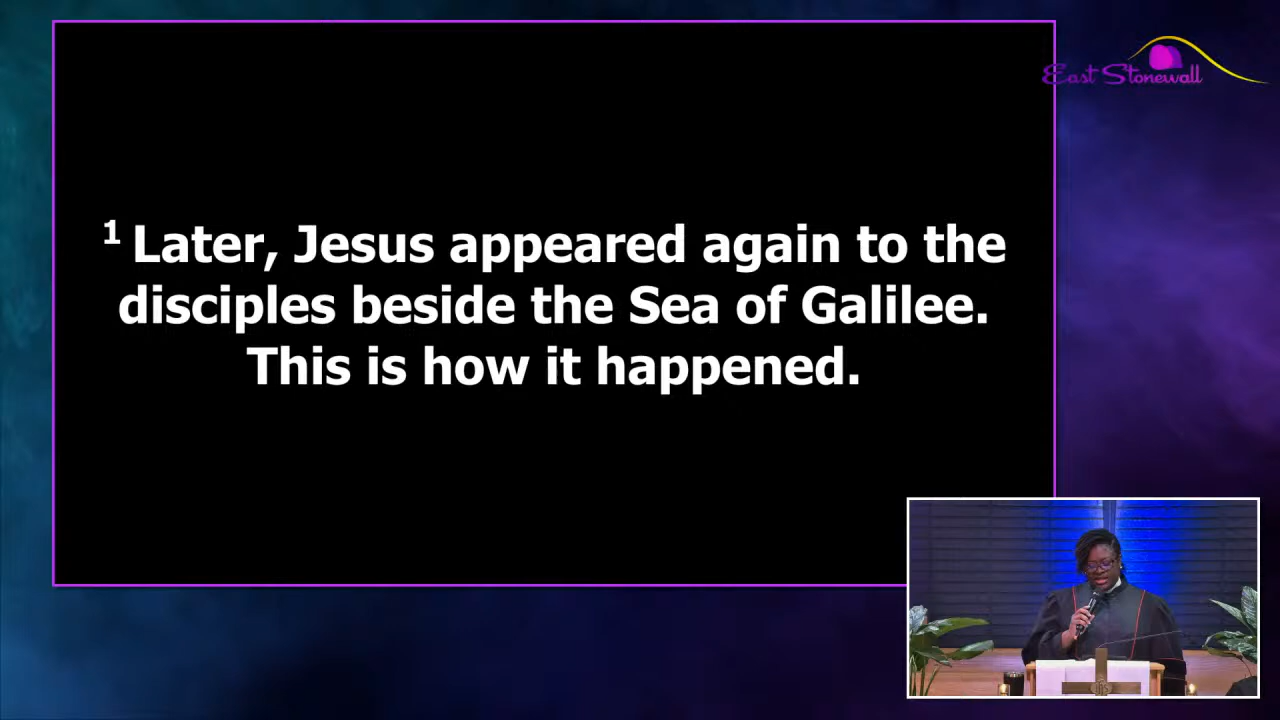 East Stonewall
1 Later, Jesus appeared again to the
disciples beside the Sea of Galilee.
This is how it happened.